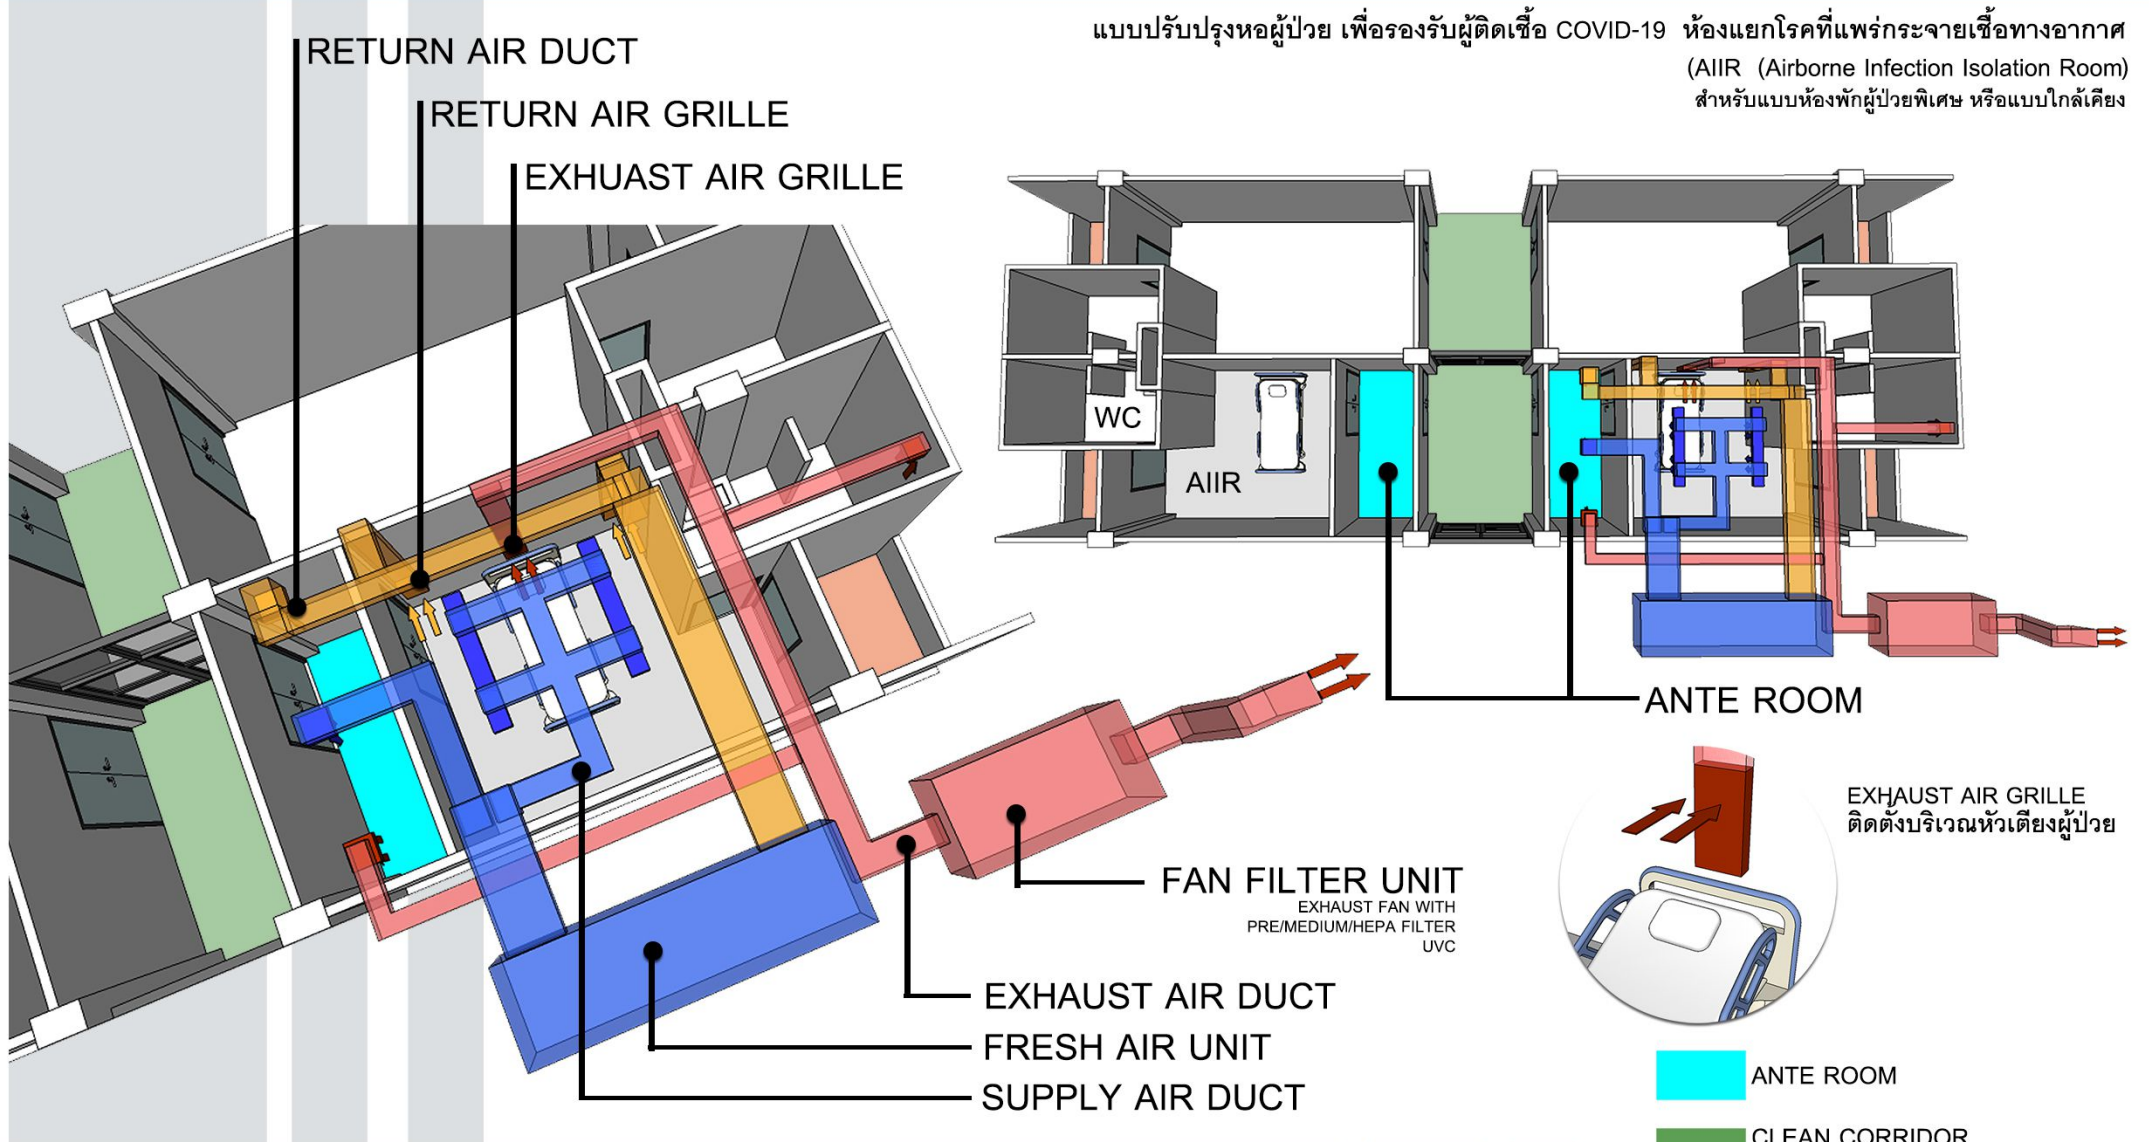 แบบปรับปรุงหอผู้ป่วย เพื่อรองรับผู้ติดเชื้อ COVID-19 ห้องแยกโรคที่แพร่กระจายเชื้อทางอากาศ
(AIIR (Airborne Infection Isolation Room)
สำหรับแบบห้องพักผู้ป่วยพิเศษ หรือแบบใกล้เคียง
RETURN AIR DUCT
RETURN AIR GRILLE
EXHUAST AIR GRILLE
WC
AIIR
ANTE ROOM
EXHAUST AIR GRILLE
ติดตั้งบริเวณหัวเตียงผู้ป่วย
FAN FILTER UNIT
EXHAUST FAN WITH
PRE/MEDIUM/HEPA FILTER
UVC
EXHAUST AIR DUCT
FRESH AIR UNIT
SUPPLY AIR DUCT
ANTE ROOM
CLEAN CORRIDOR